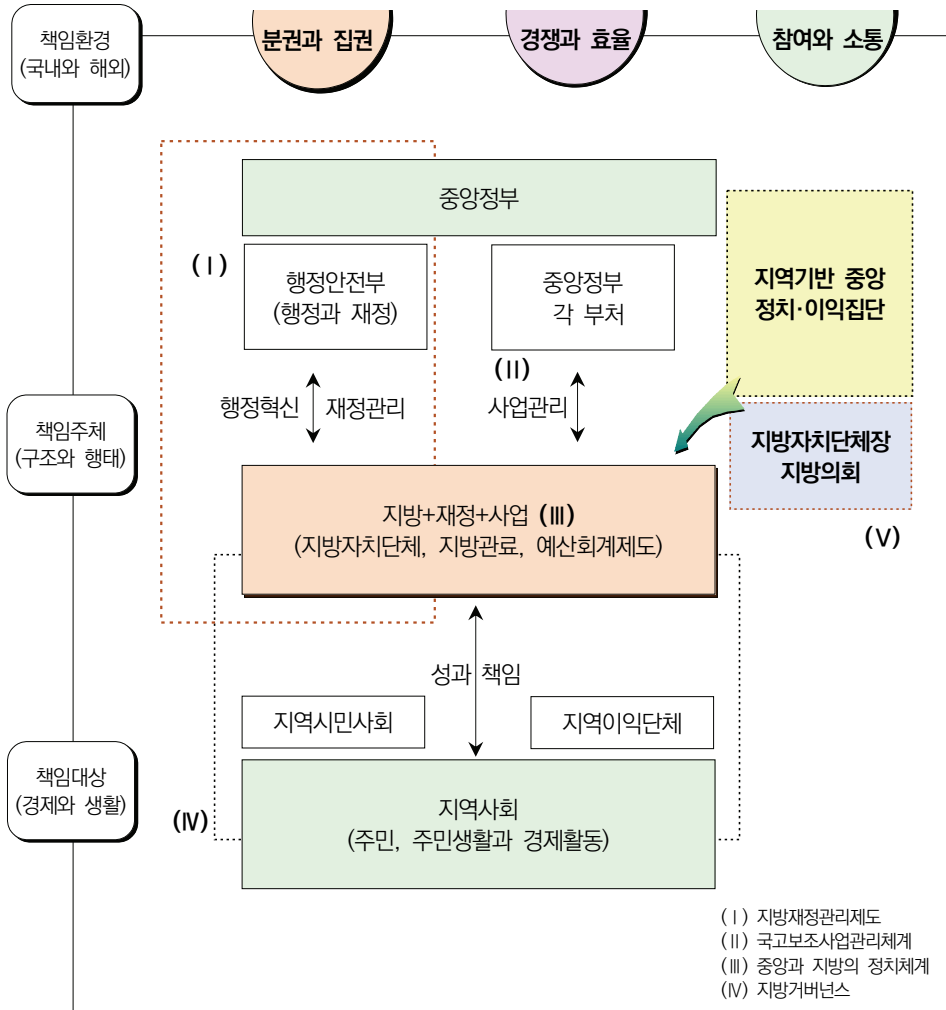 책임환경
(국내와 해외)
분권과 집권
경쟁과 효율
참여와 소통
중앙정부
(Ⅰ)
행정안전부
(행정과 재정)
중앙정부
각 부처
(Ⅱ)
지역기반 중앙
정치·이익집단
행정혁신
재정관리
사업관리
책임주체
(구조와 행태)
지방자치단체장
지방의회
(Ⅴ)
지방+재정+사업 (Ⅲ)
(지방자치단체, 지방관료, 예산회계제도)
성과 책임
지역시민사회
지역이익단체
책임대상
(경제와 생활)
(Ⅳ)
지역사회
(주민, 주민생활과 경제활동)
(Ⅰ) 지방재정관리제도
(Ⅱ) 국고보조사업관리체계
(Ⅲ) 중앙과 지방의 정치체계
(Ⅳ) 지방거버넌스